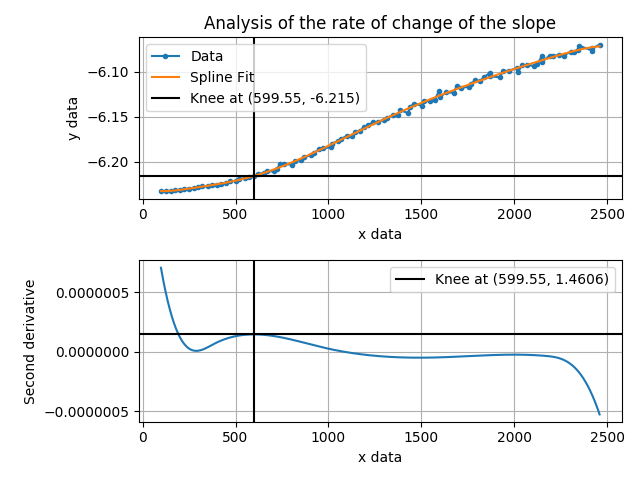 Analysis of the rate of change of the slope
Data
Spline Fit
Knee at (599.55, -6.215)
−6.10
−6.15
−6.20
y data
0
500
1000
1500
2000
2500
x data
Knee at (599.55, 1.4606)
0.0000005
0.0000000
−0.0000005
Second derivative
0
500
1000
1500
2000
2500
x data